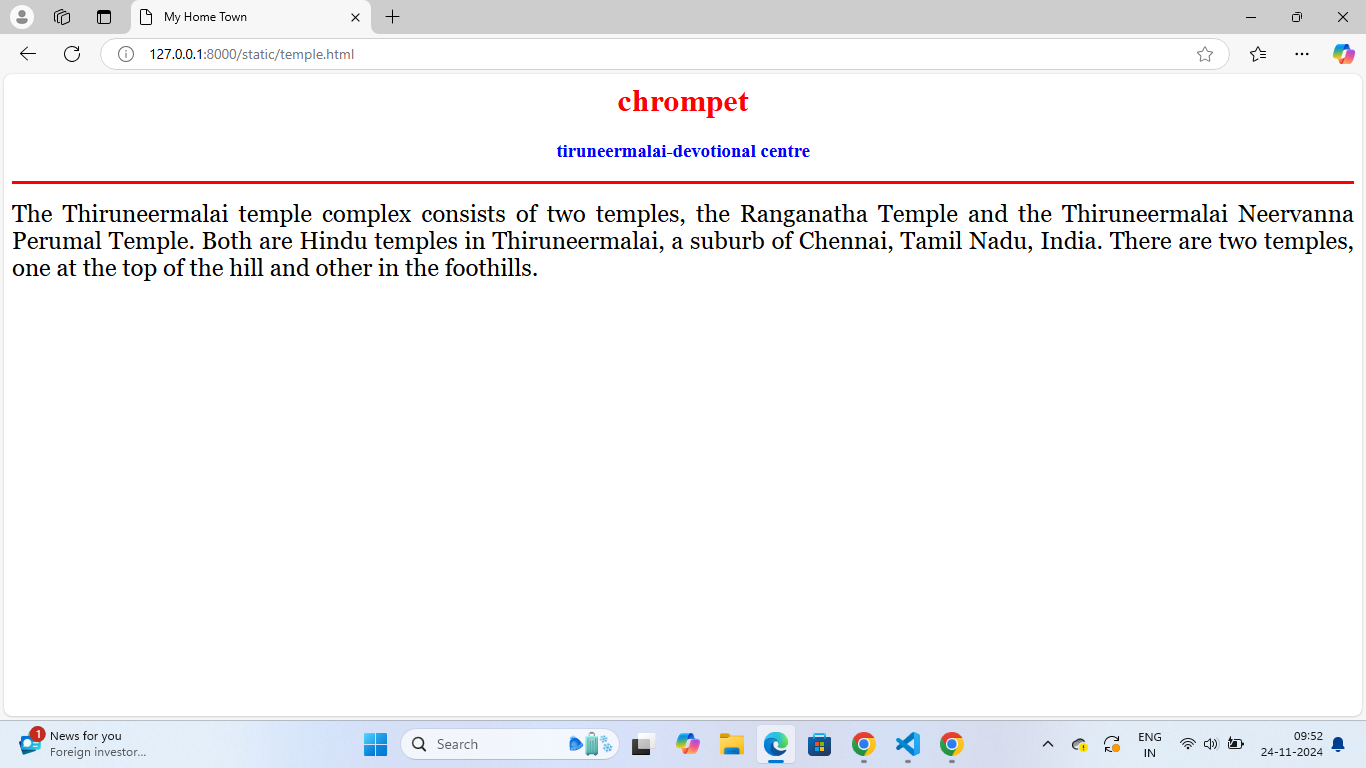 My Home Town
127.0.0.1:8000/static/temple.html
chrompet
tiruneermalai-devotional centre
The Thiruneermalai temple complex consists of two temples, the Ranganatha Temple and the Thiruneermalai Neervanna
Perumal Temple. Both are Hindu temples in Thiruneermalai, a suburb of Chennai, Tamil Nadu, India. There are two temples,
one at the top of the hill and other in the foothills.
1
News for you
Foreign investor...
Search
ENG
IN
09:52
24-11-2024